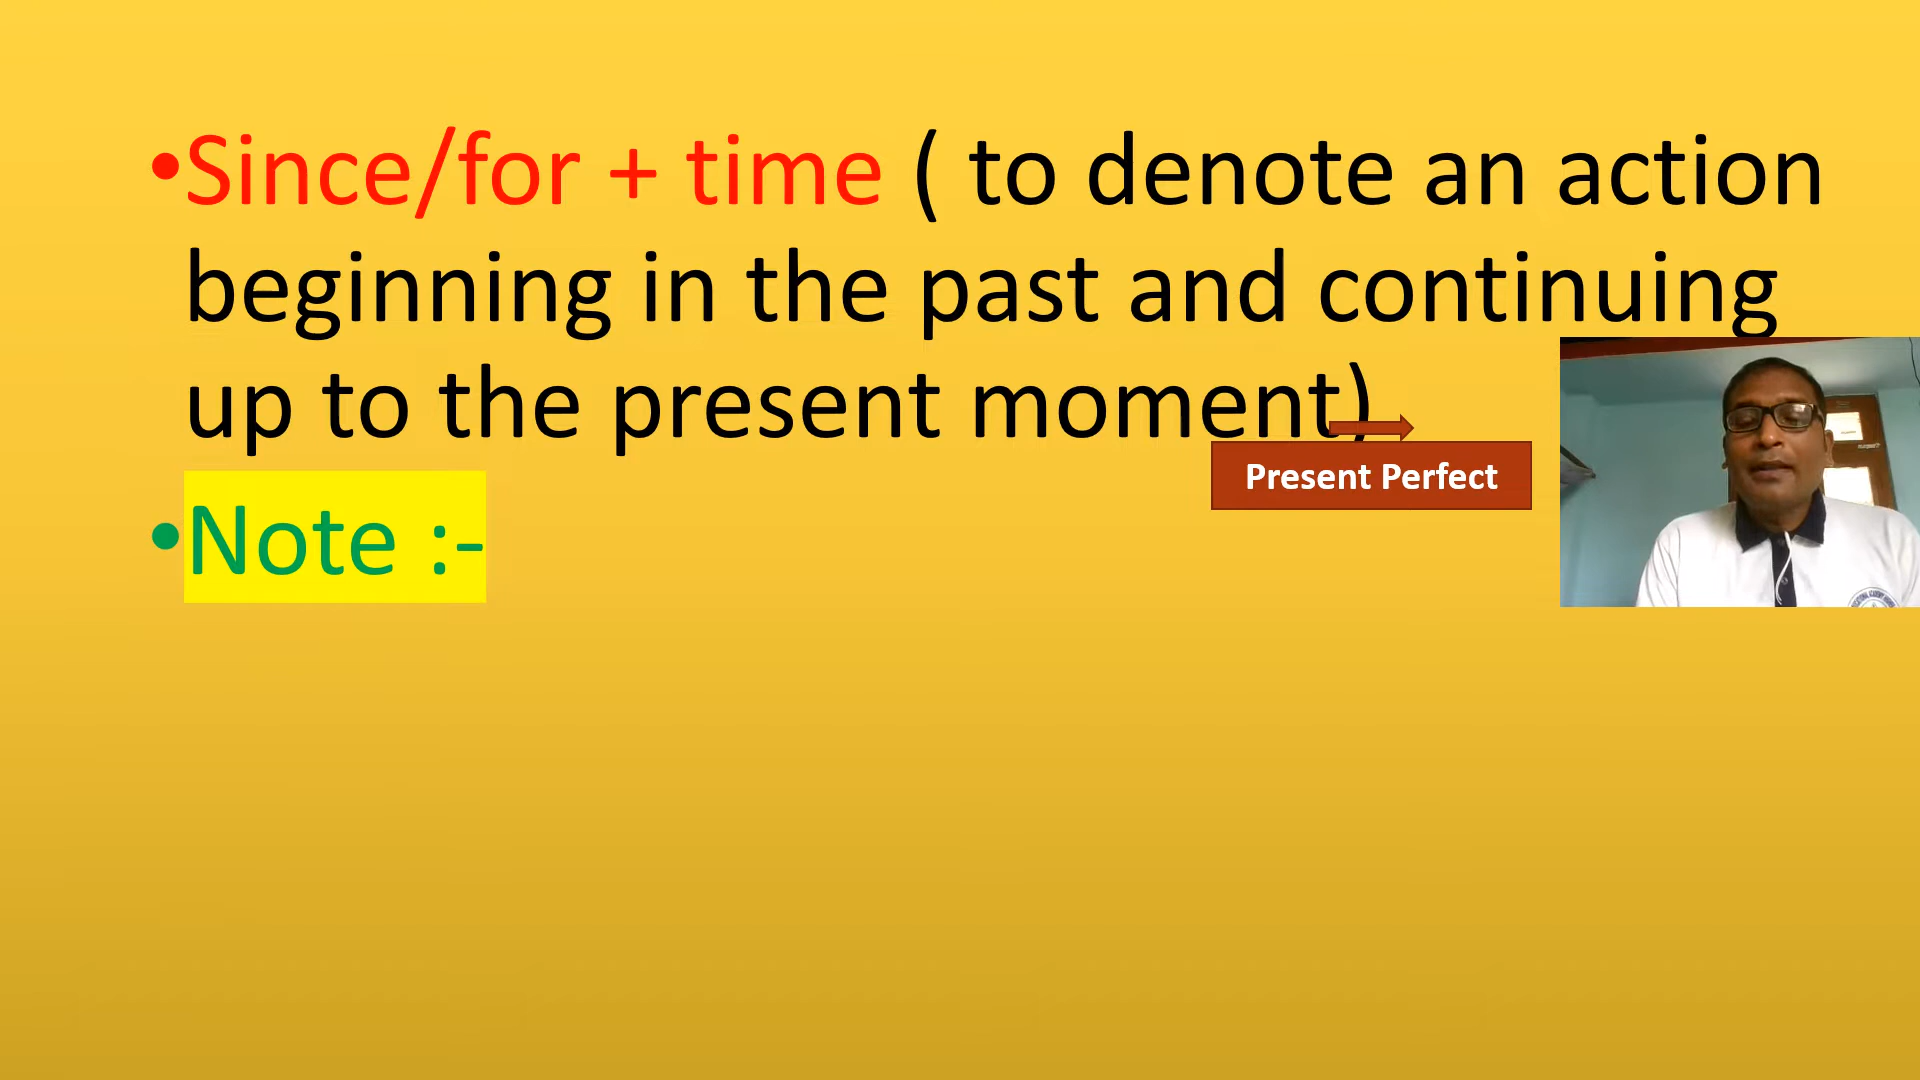 •Since/for + time ( to denote an action
beginning in the past and continuing
up to the present moment)
Present Perfect
•Note :-